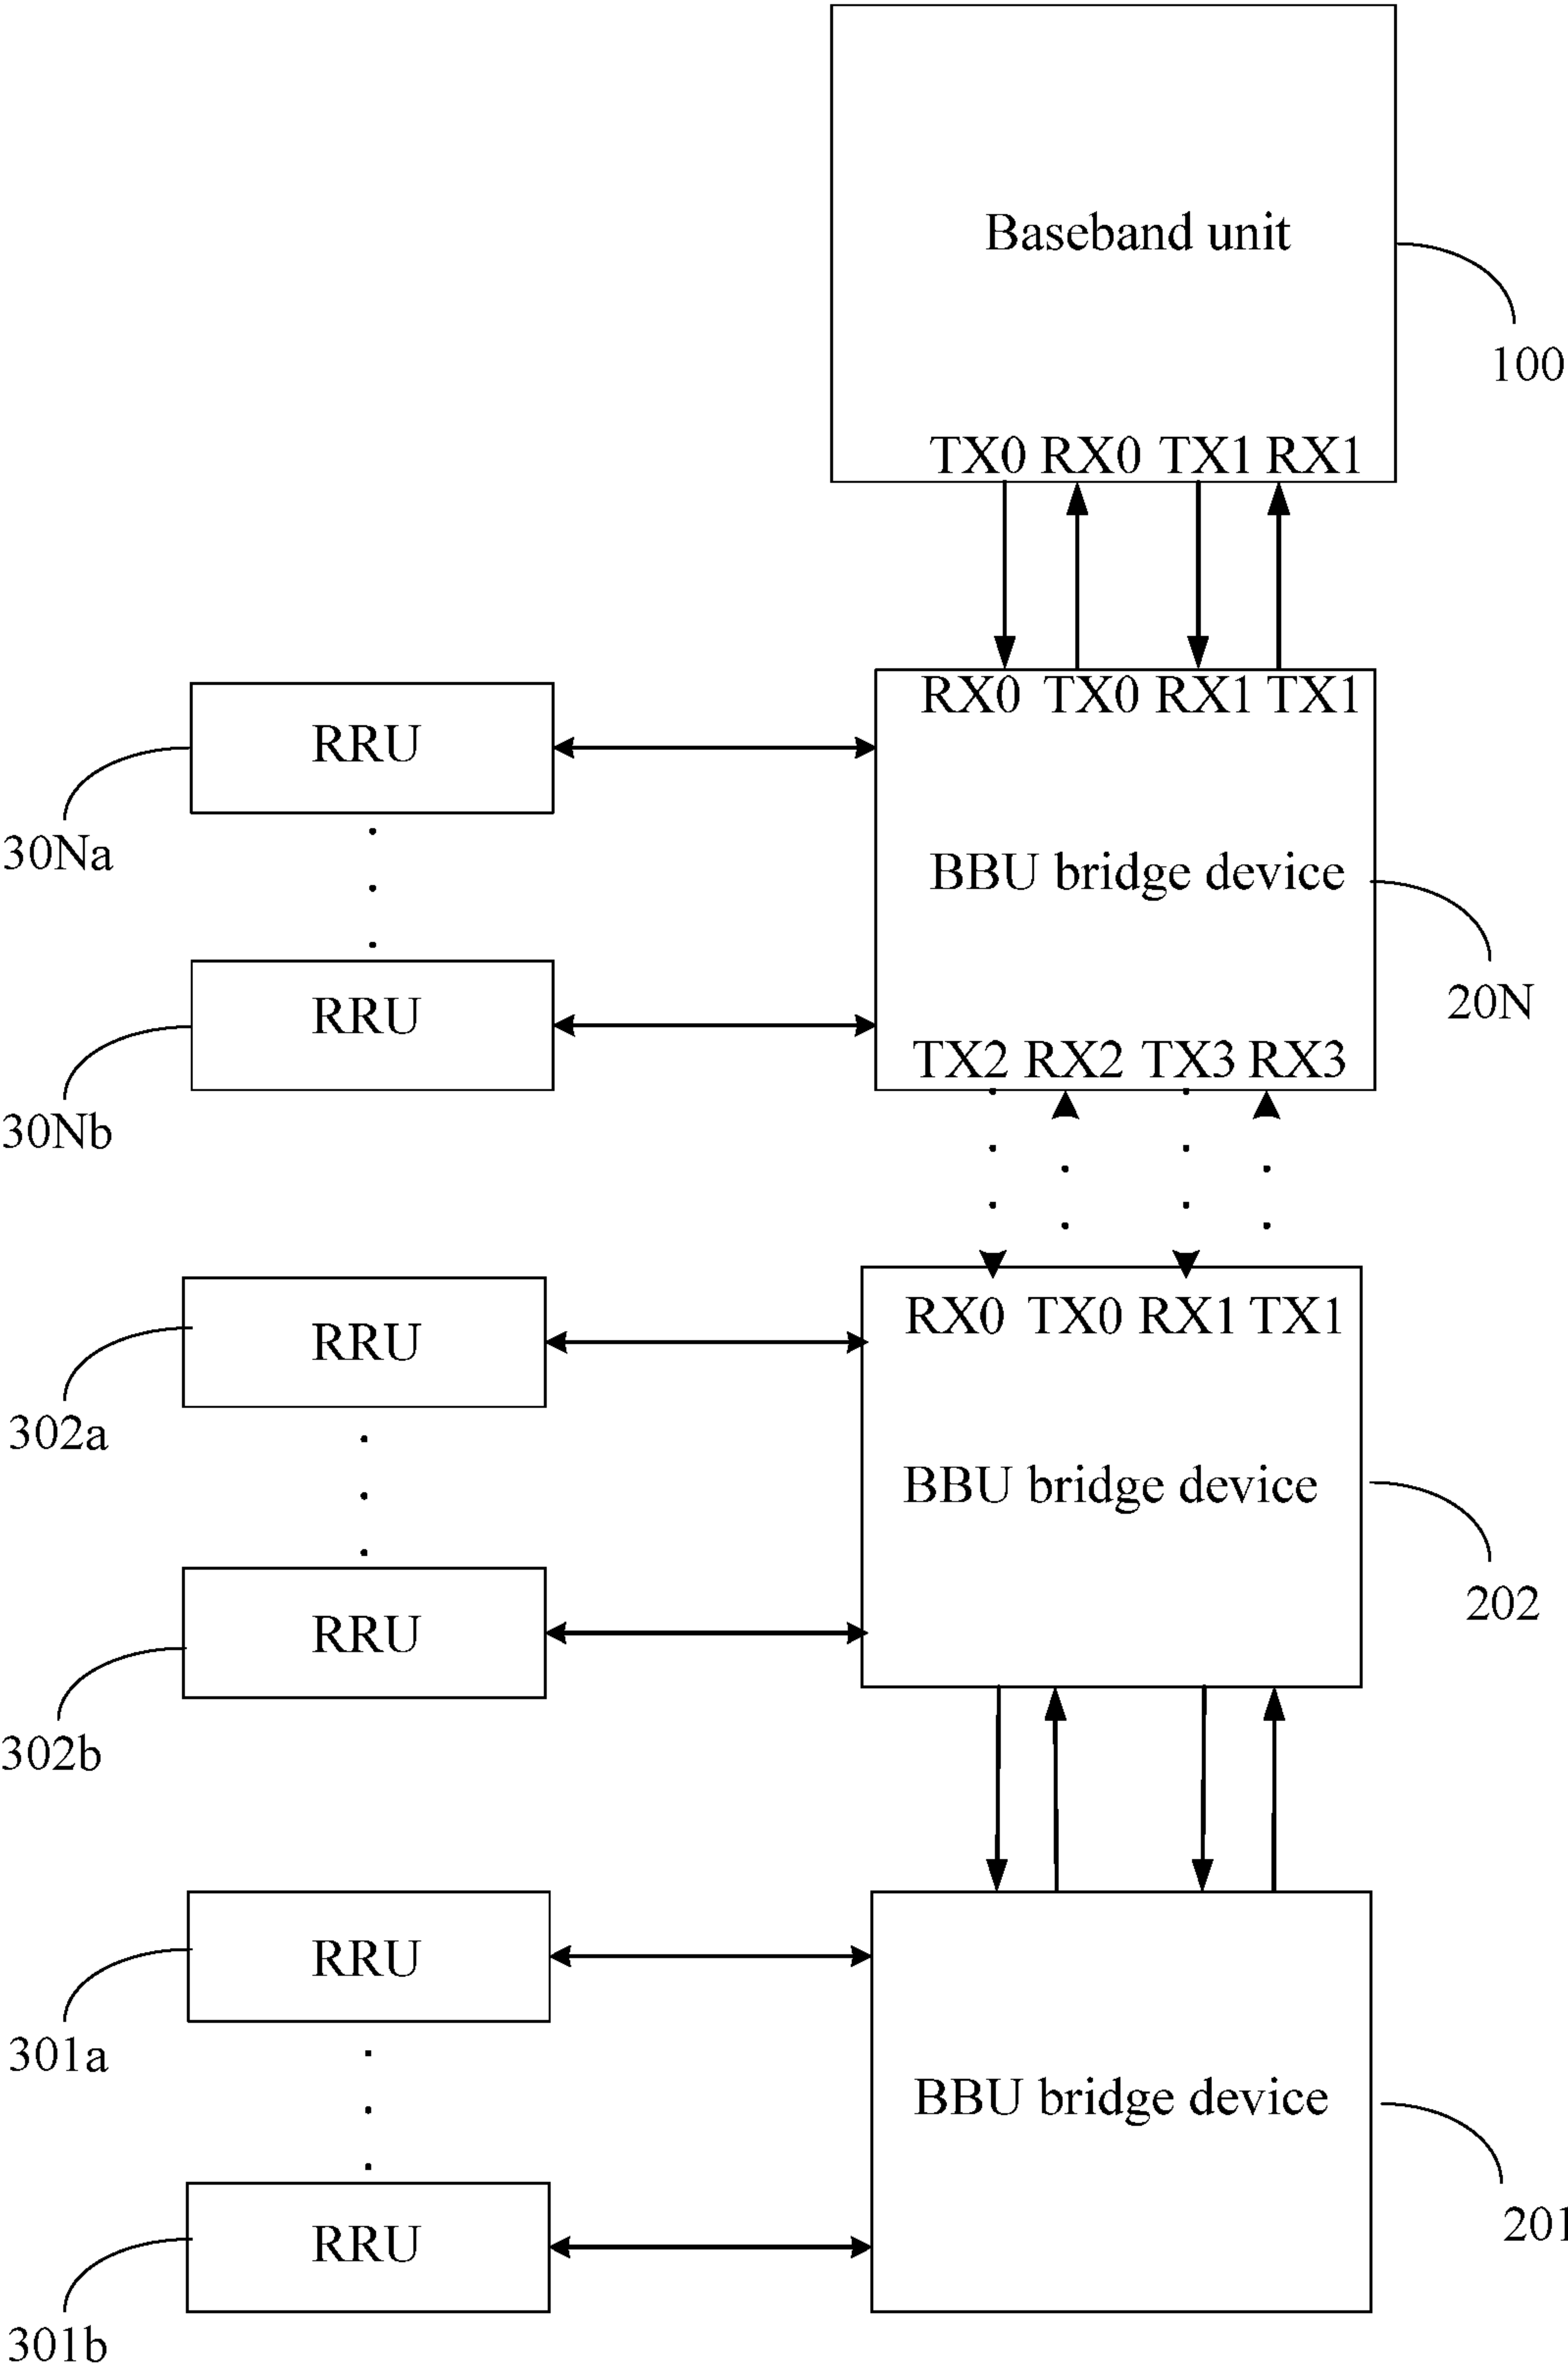 Baseband unit
100
TX0 RX0 TX1 RX1
RX0 TX0 RX1 TX1
RRU
30Na
BBU bridge device
20N
RRU
30Nb
TX2 RX2 TX3 RX3
RX0 TX0 RX1 TX1
RRU
302a
BBU bridge device
202
RRU
302b
RRU
301a
BBU bridge device
201
RRU
301b